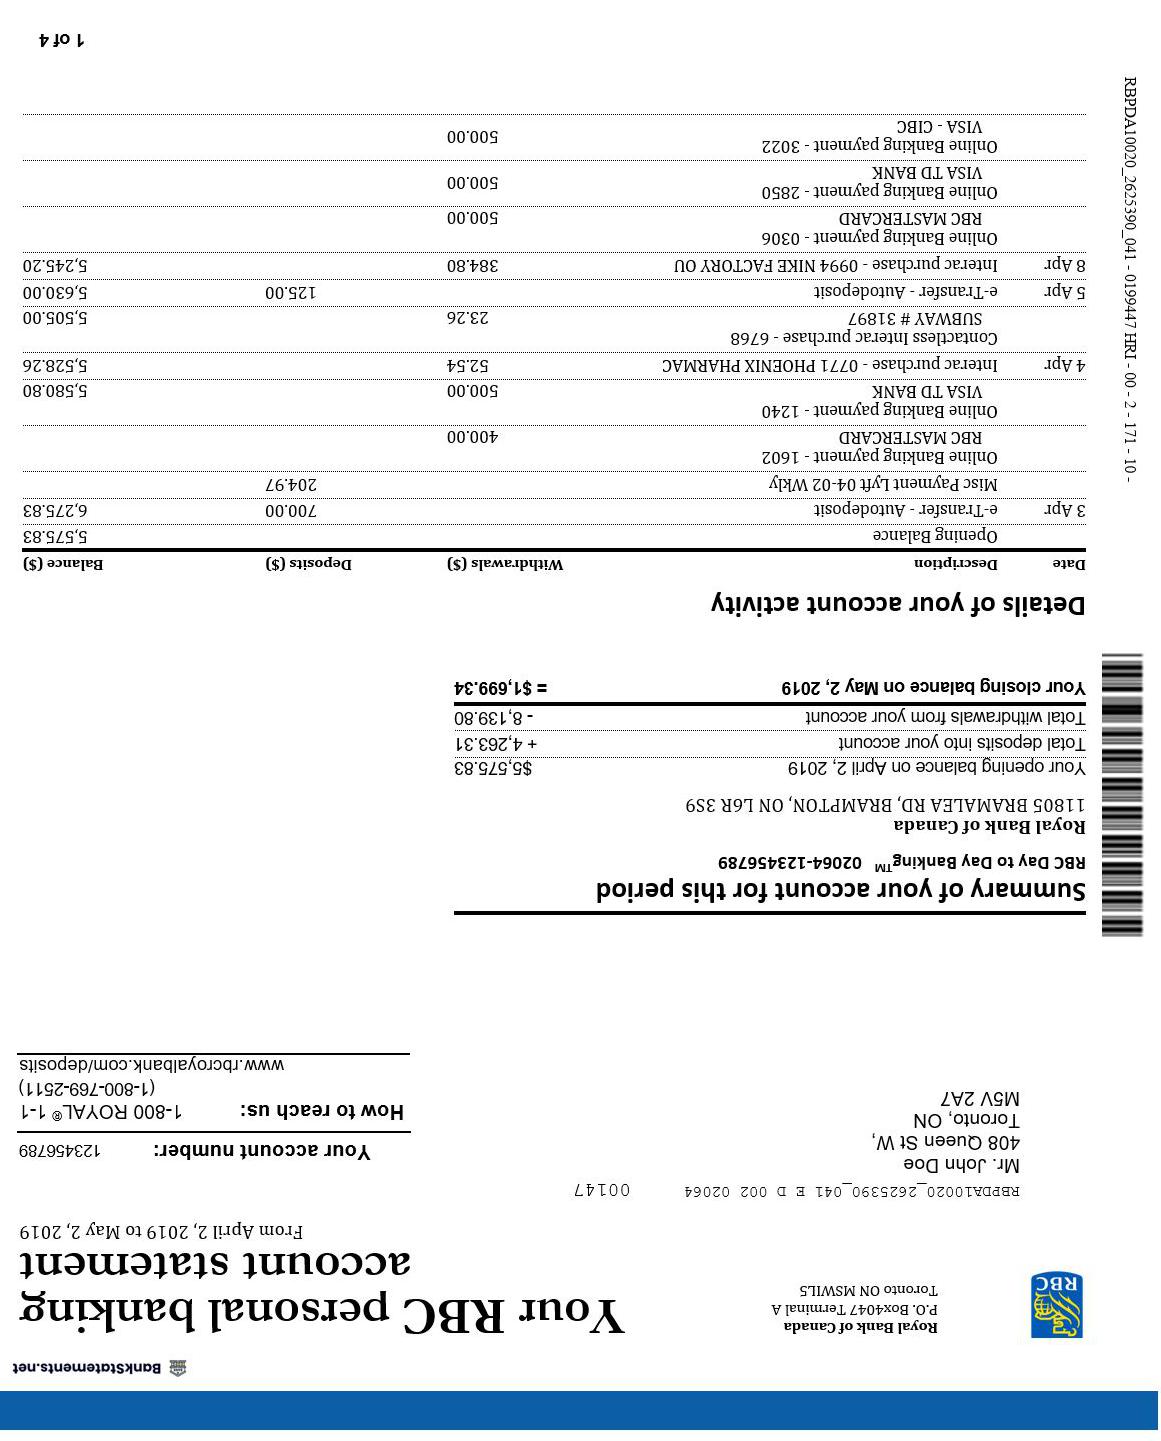 BankStatements.net
RBC
Royal Bank of Canada
P.O. Box4047 Terminal A
Toronto ON MSWIL5
Your RBC personal banking
account statement
From April 2, 2019 to May 2, 2019
RBPDA10020_2625390_041 E D 002 02064 00147
Mr. John Doe
408 Queen St W,
Toronto, ON
M5V 2A7
Your account number: 123456789
How to reach us: 1-800 ROYAL® 1-1
(1-800-769-2511)
www.rbcroyalbank.com/deposits
Summary of your account for this period
RBC Day to Day Banking™ 02064-123456789
Royal Bank of Canada
11805 BRAMALEA RD, BRAMPTON, ON L6R 3S9
Your opening balance on April 2, 2019 $5,575.83
Total deposits into your account + 4,263.31
Total withdrawals from your account - 8,139.80
Your closing balance on May 2, 2019 = $1,699.34
Details of your account activity
Date Description Withdrawals ($) Deposits ($) Balance ($)
Opening Balance 5,575.83
3 Apr e-Transfer - Autodeposit 700.00 6,275.83
Misc Payment Lyft 04-02 Wkly 204.97
Online Banking payment - 1602
RBC MASTERCARD 400.00
Online Banking payment - 1240
VISA TD BANK 500.00 5,580.80
4 Apr Interac purchase - 0771 PHOENIX PHARMAC 52.54 5,528.26
Contactless Interac purchase - 6768
SUBWAY # 31897 23.26 5,505.00
5 Apr e-Transfer - Autodeposit 125.00 5,630.00
8 Apr Interac purchase - 0994 NIKE FACTORY OU 384.80 5,245.20
Online Banking payment - 0306
RBC MASTERCARD 500.00
Online Banking payment - 2850
VISA TD BANK 500.00
Online Banking payment - 3022
VISA - CIBC 500.00
RBPDA10020_2625390_041 - 0199447 HRI - 00 - 2 - 171 - 10 -
1 of 4